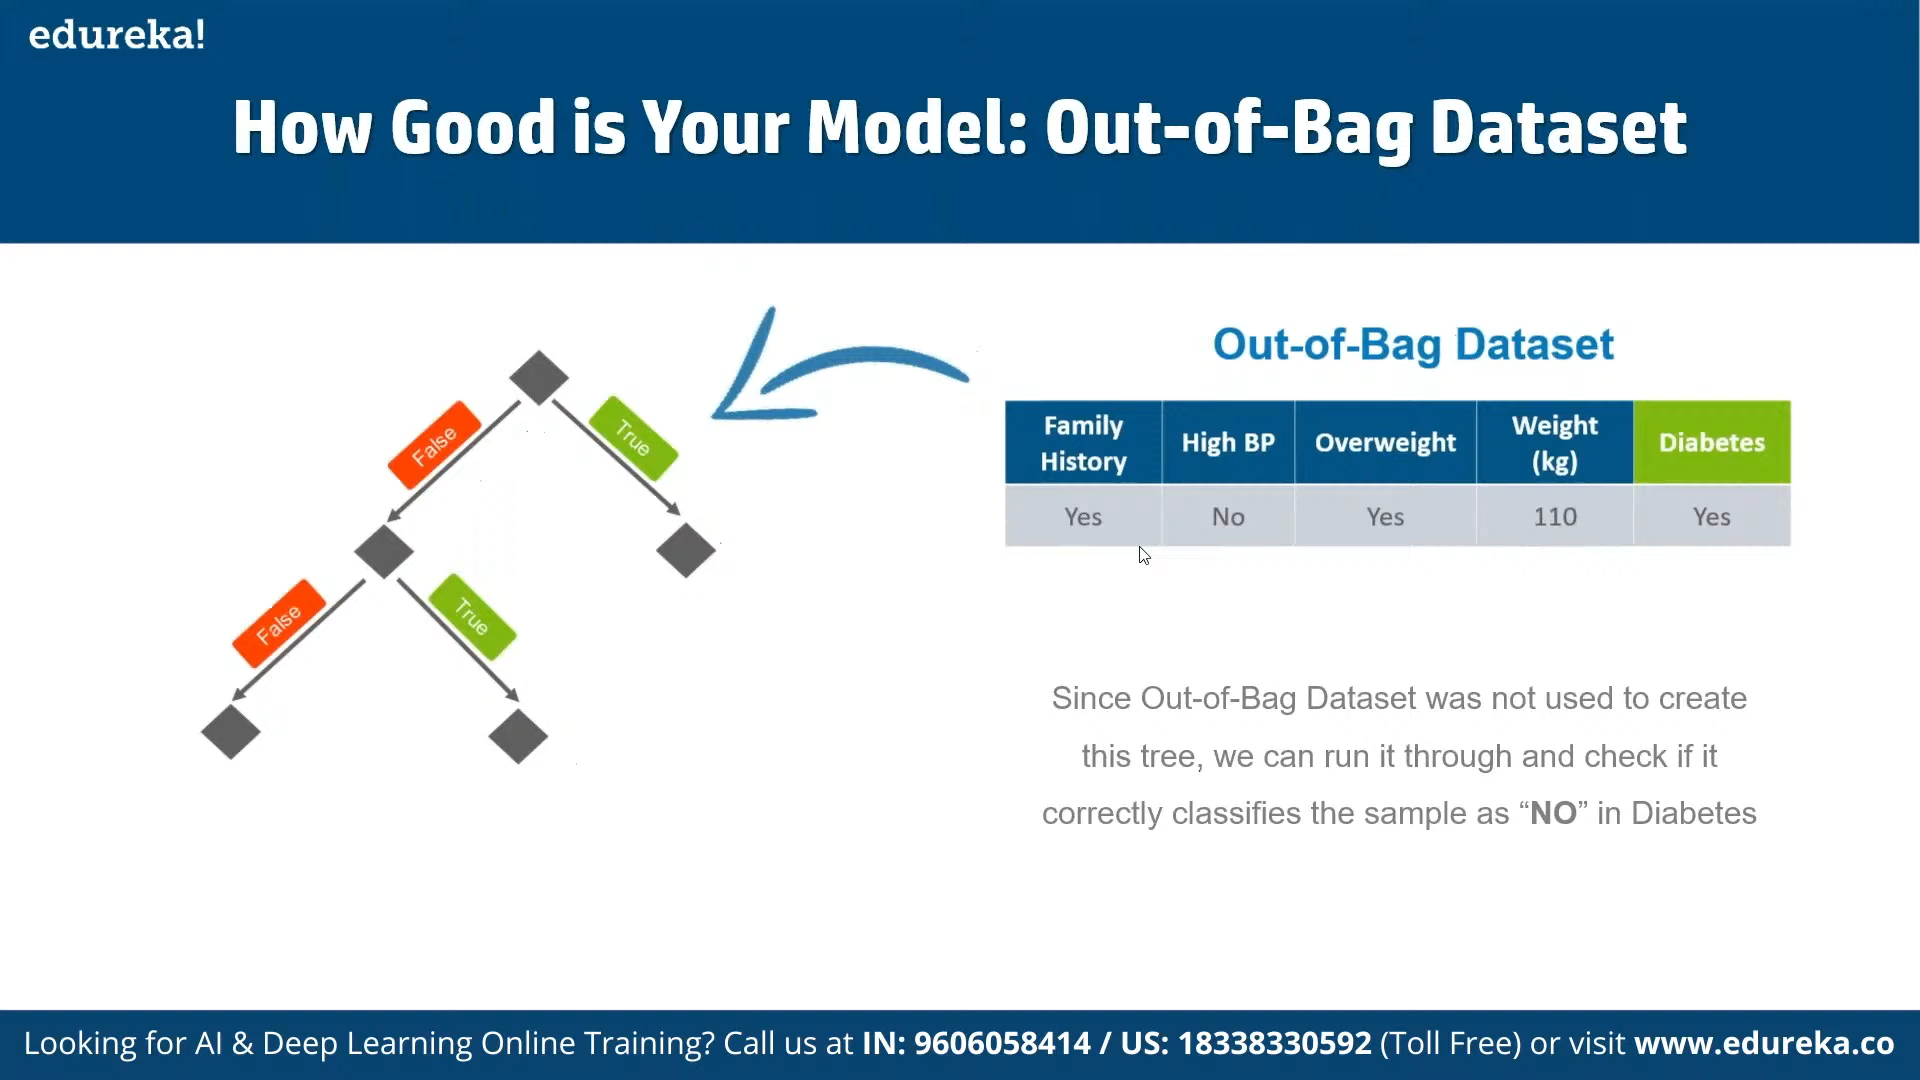 edureka!
How Good is Your Model: Out-of-Bag Dataset
False
True
False
True
Out-of-Bag Dataset
Family History High BP Overweight Weight (kg) Diabetes
Yes No Yes 110 Yes
Since Out-of-Bag Dataset was not used to create
this tree, we can run it through and check if it
correctly classifies the sample as “NO” in Diabetes
Looking for AI & Deep Learning Online Training? Call us at IN: 9606058414 / US: 18338330592 (Toll Free) or visit www.edureka.co